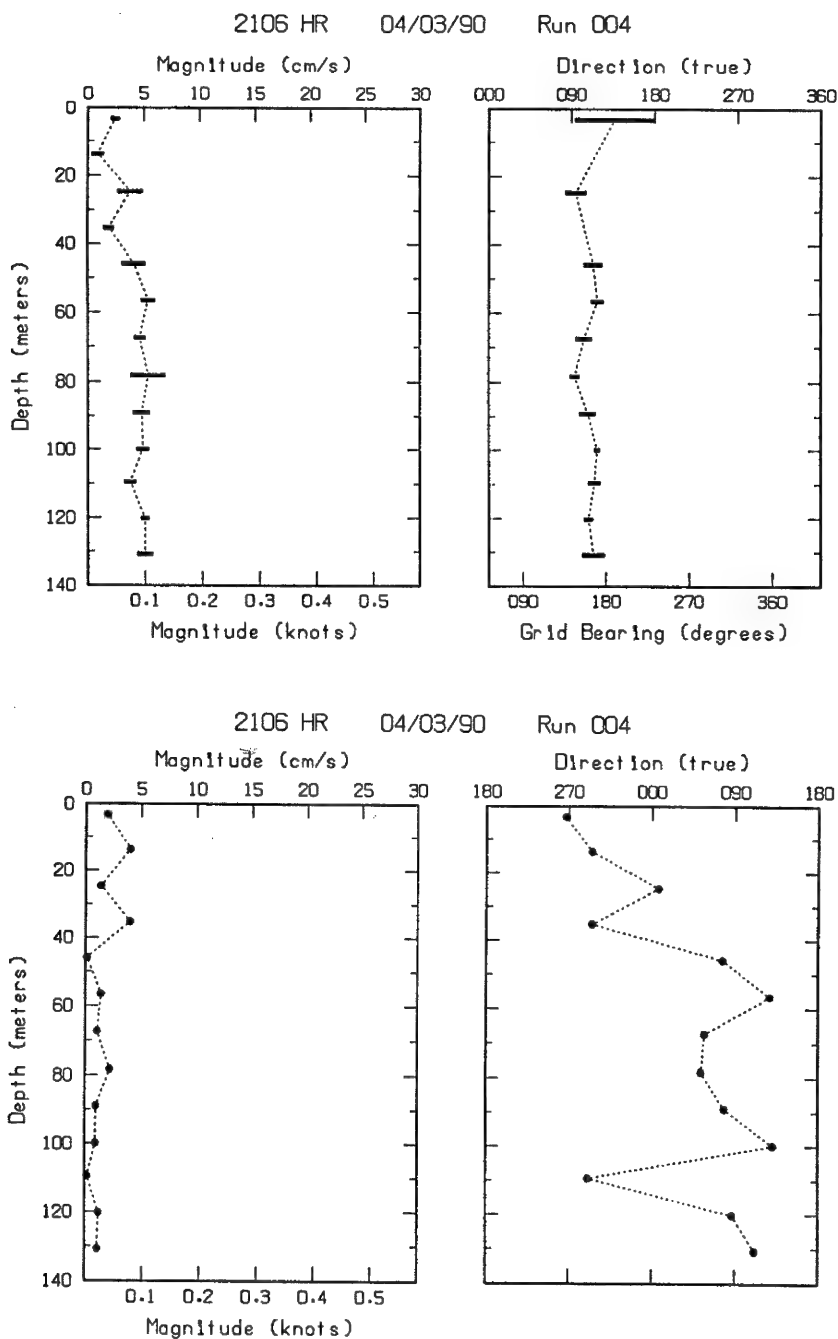 2106 HR 04/03/90 Run 004
Magnitude (cm/s) Direction (true)
0 5 10 15 20 25 30 000 090 180 270 360
0
20
40
60
80
100
120
140
Depth (meters)
0.1 0.2 0.3 0.4 0.5 090 180 270 360
Magnitude (knots) Grid Bearing (degrees)
2106 HR 04/03/90 Run 004
Magnitude (cm/s) Direction (true)
0 5 10 15 20 25 30 180 270 000 090 180
0
20
40
60
80
100
120
140
Depth (meters)
0.1 0.2 0.3 0.4 0.5
Magnitude (knots)